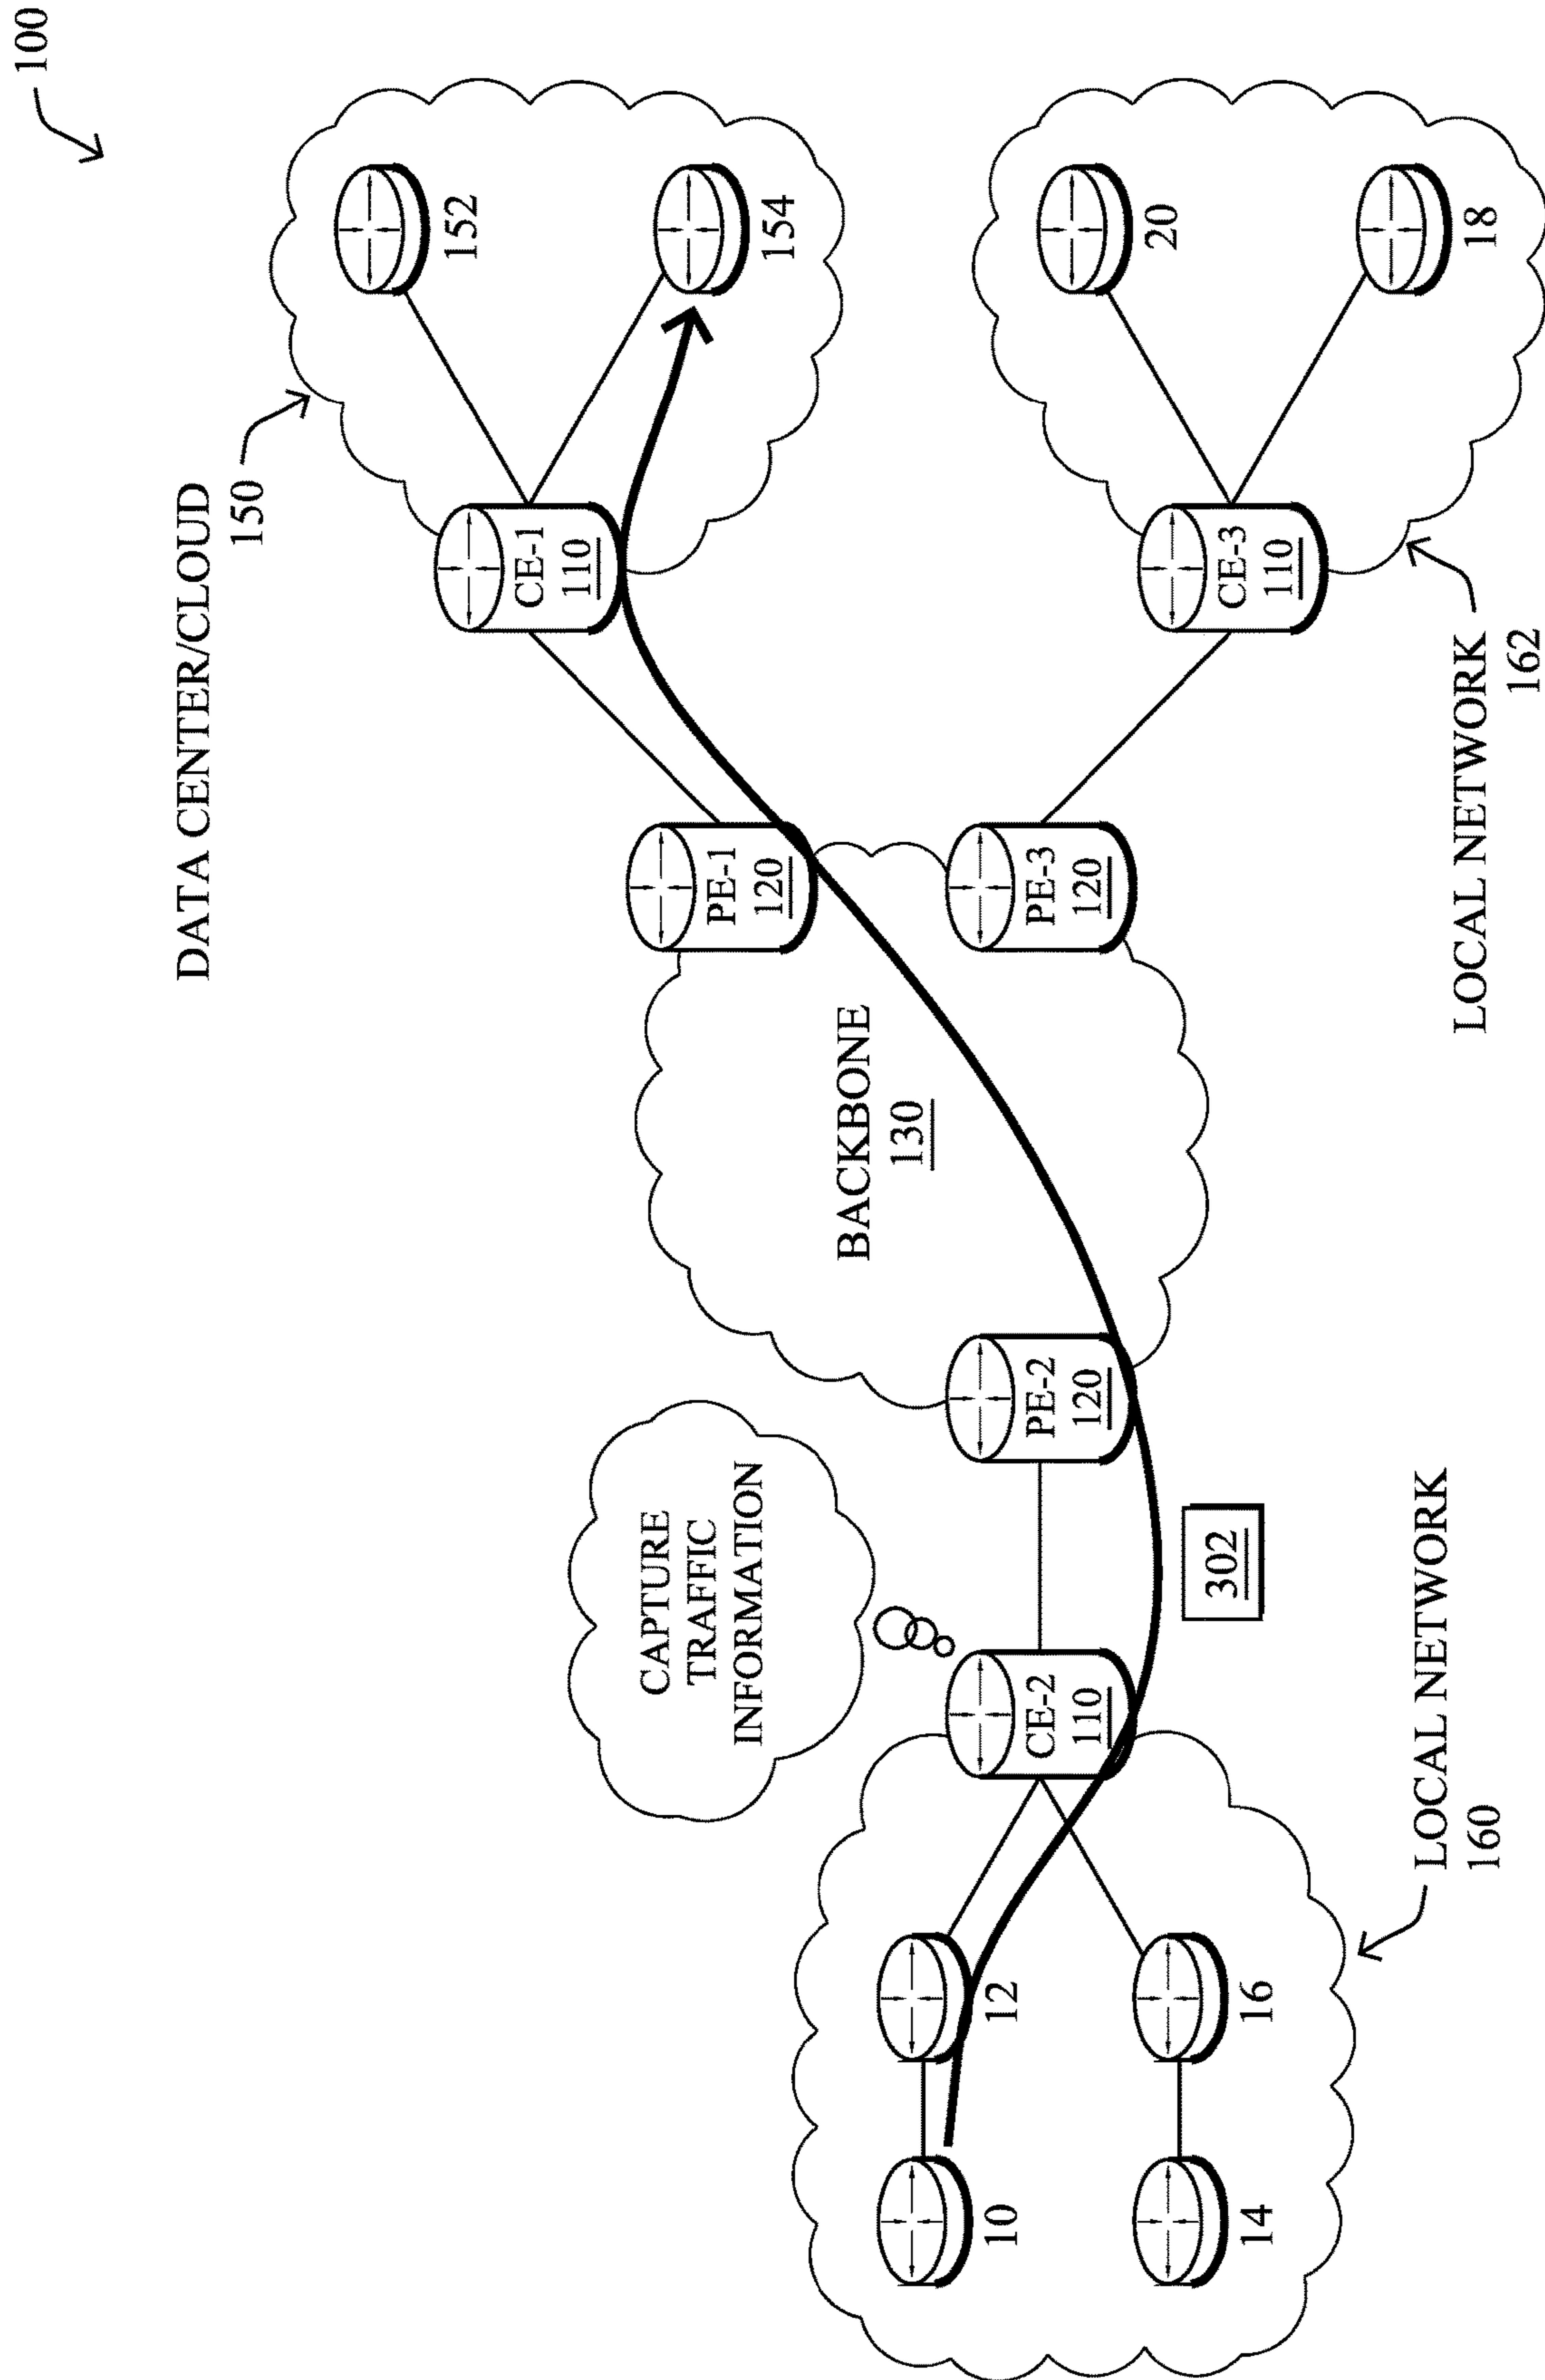 100
DATA CENTER/CLOUD
150
152
154
CE-1
110
PE-1
120
BACKBONE
130
CAPTURE
TRAFFIC
INFORMATION
10
12
14
16
CE-2
110
PE-2
120
302
PE-3
120
CE-3
110
20
18
LOCAL NETWORK
160
LOCAL NETWORK
162